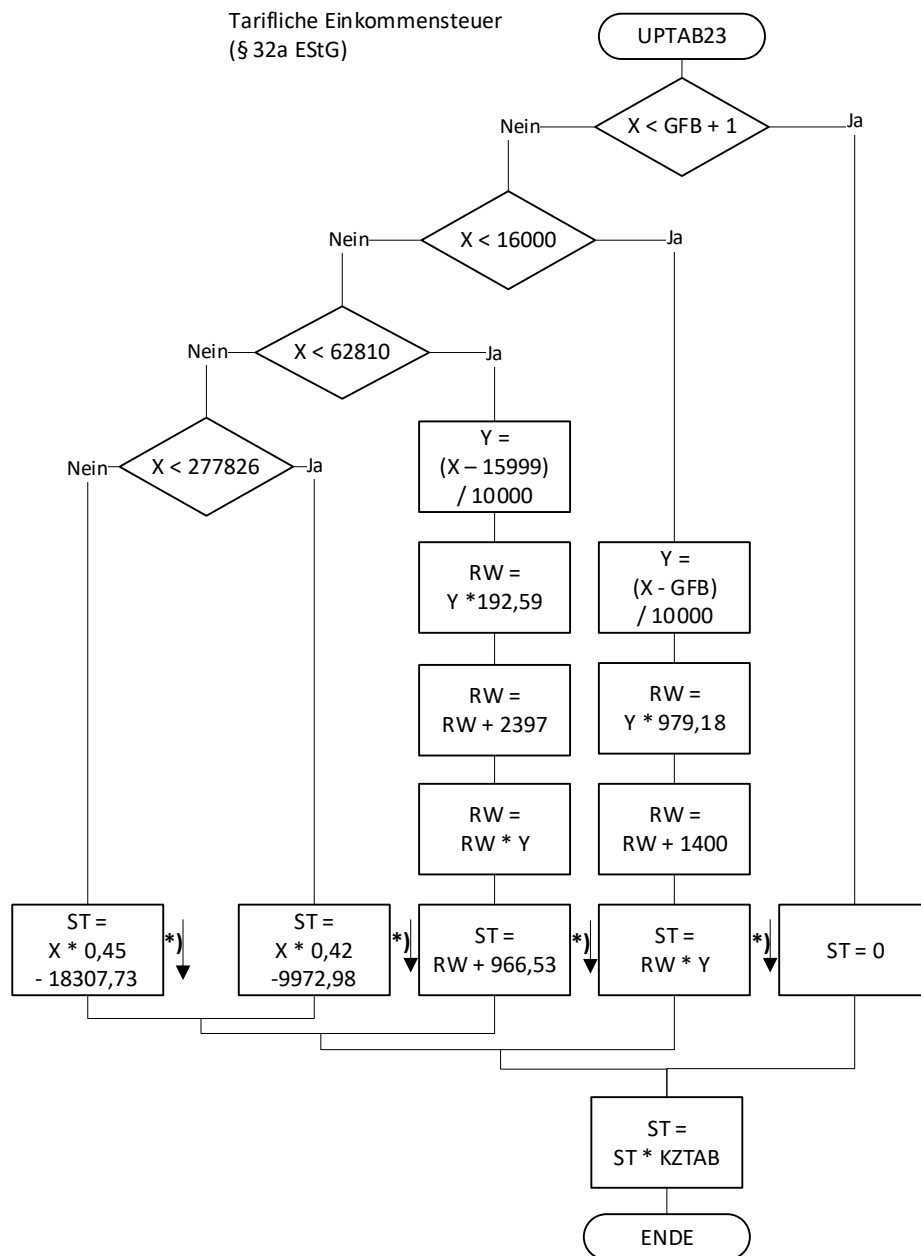 Tarifliche Einkommensteuer
(§ 32a EStG)
UPTAB23
X < GFB + 1
Nein
Ja
X < 16000
Nein
Ja
X < 62810
Nein
Ja
X < 277826
Nein
Ja
Y =
(X – 15999)
/ 10000
RW =
Y *192,59
RW =
RW + 2397
RW =
RW * Y
Y =
(X - GFB)
/ 10000
RW =
Y * 979,18
RW =
RW + 1400
ST =
X * 0,45
- 18307,73
*)
ST =
X * 0,42
-9972,98
*)
ST =
RW + 966,53
*)
ST =
RW * Y
*)
ST = 0
ST =
ST * KZTAB
ENDE